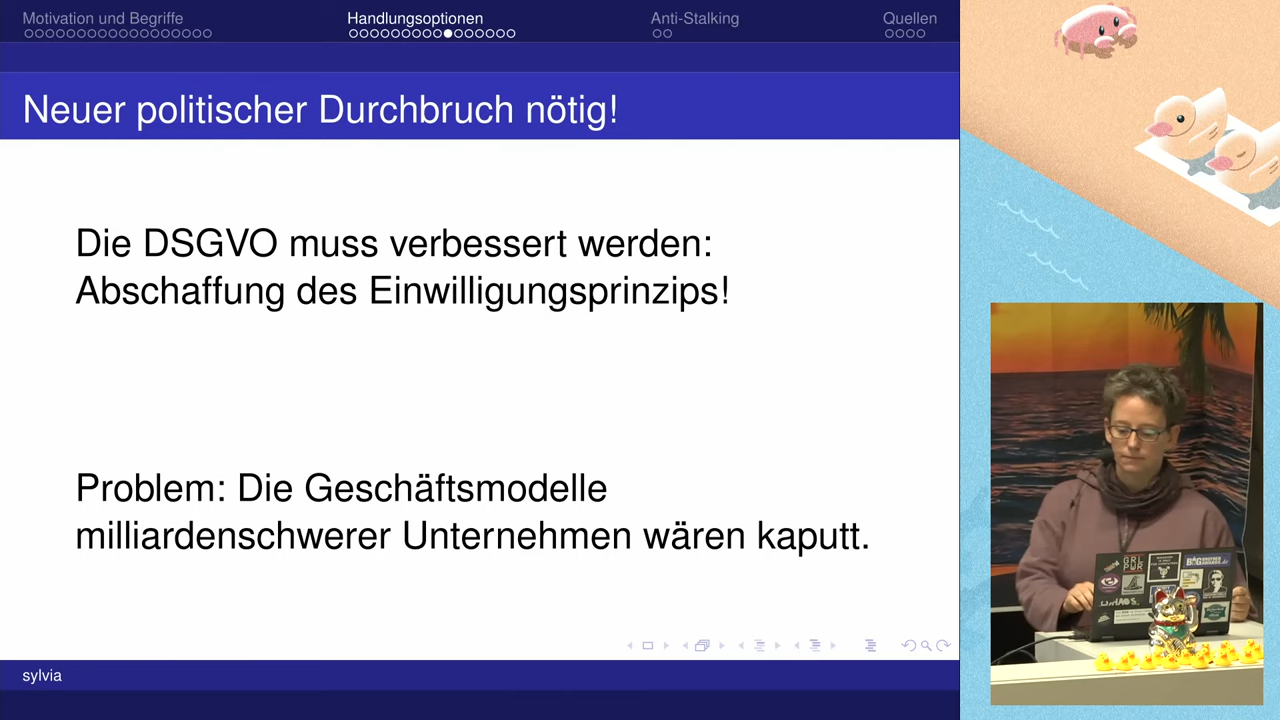 Motivation und Begriffe
Handlungsoptionen
Anti-Stalking
Quellen
Neuer politischer Durchbruch nötig!
Die DSGVO muss verbessert werden:
Abschaffung des Einwilligungsprinzips!
Problem: Die Geschäftsmodelle
milliardenschwerer Unternehmen wären kaputt.
sylvia